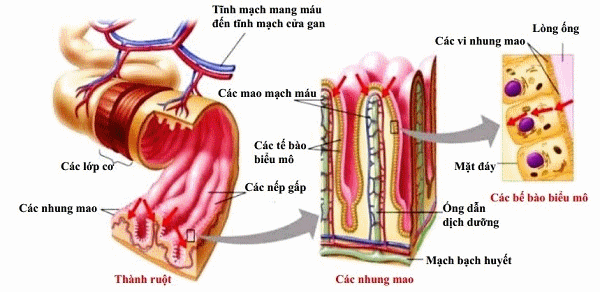 Tĩnh mạch mang máu
đến tĩnh mạch cửa gan
Các lớp cơ
Các nhung mao
Các nếp gấp
Thành ruột
Các mao mạch máu
Các tế bào
biểu mô
Óng dẫn
dịch dưỡng
Mạch bạch huyết
Các nhung mao
Các vi nhung mao
Lòng ống
Mặt đáy
Các bế bào biểu mô